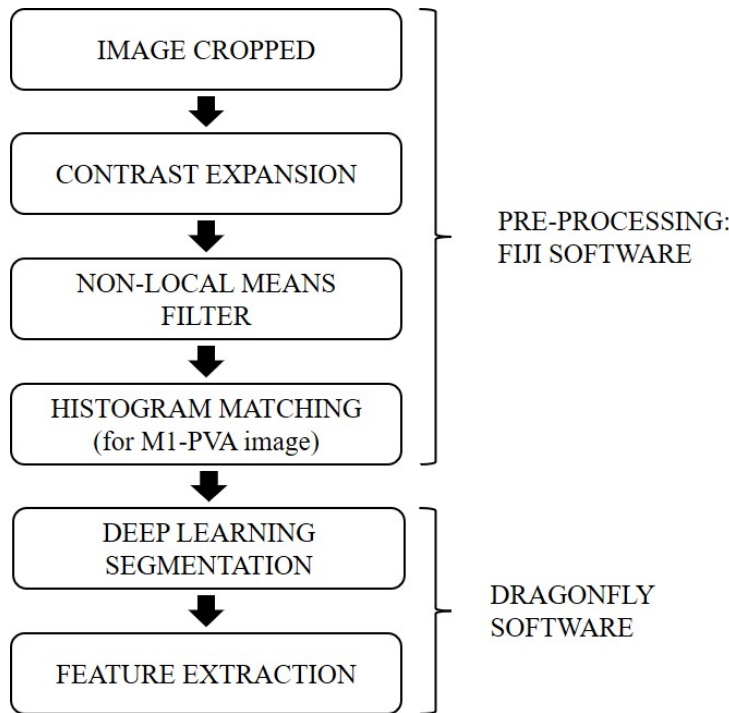 IMAGE CROPPED
CONTRAST EXPANSION
NON-LOCAL MEANS
FILTER
HISTOGRAM MATCHING
(for M1-PVA image)
PRE-PROCESSING:
FIJI SOFTWARE
DEEP LEARNING
SEGMENTATION
FEATURE EXTRACTION
DRAGONFLY
SOFTWARE